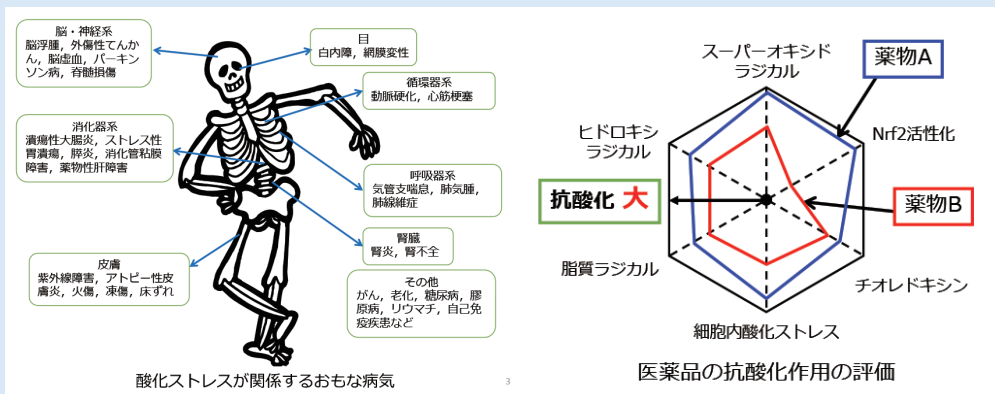 脳・神経系
脳浮腫，外傷性てんか
ん，脳虚血，パーキン
ソン病，脊髄損傷
目
白内障，網膜変性
循環器系
動脈硬化，心筋梗塞
消化器系
潰瘍性大腸炎，ストレス性
胃潰瘍，膵炎，消化管粘膜
障害，薬物性肝障害
呼吸器系
気管支喘息，肺気腫，
肺線維症
腎臓
腎炎，腎不全
皮膚
紫外線障害，アトピー性皮
膚炎，火傷，凍傷，床ずれ
その他
がん，老化，糖尿病，膠
原病，リウマチ，自己免
疫疾患など
酸化ストレスが関係するおもな病気
3
スーパーオキシド
ラジカル
薬物A
ヒドロキシ
ラジカル
Nrf2活性化
抗酸化 大
薬物B
脂質ラジカル
チオレドキシン
細胞内酸化ストレス
医薬品の抗酸化作用の評価